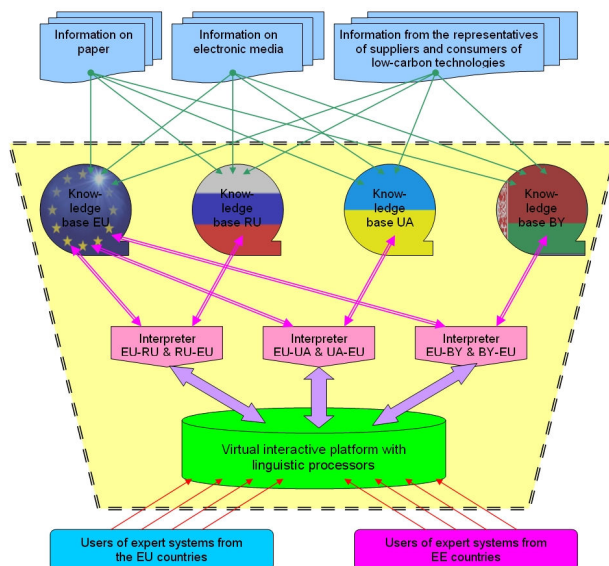 Information on
paper
Information on
electronic media
Information from the representatives
of suppliers and consumers of
low-carbon technologies
Know-
ledge
base EU
Know-
ledge
base RU
Know-
ledge
base UA
Know-
ledge
base BY
Interpreter
EU-RU & RU-EU
Interpreter
EU-UA & UA-EU
Interpreter
EU-BY & BY-EU
Virtual interactive platform with
linguistic processors
Users of expert systems from
the EU countries
Users of expert systems from
EE countries